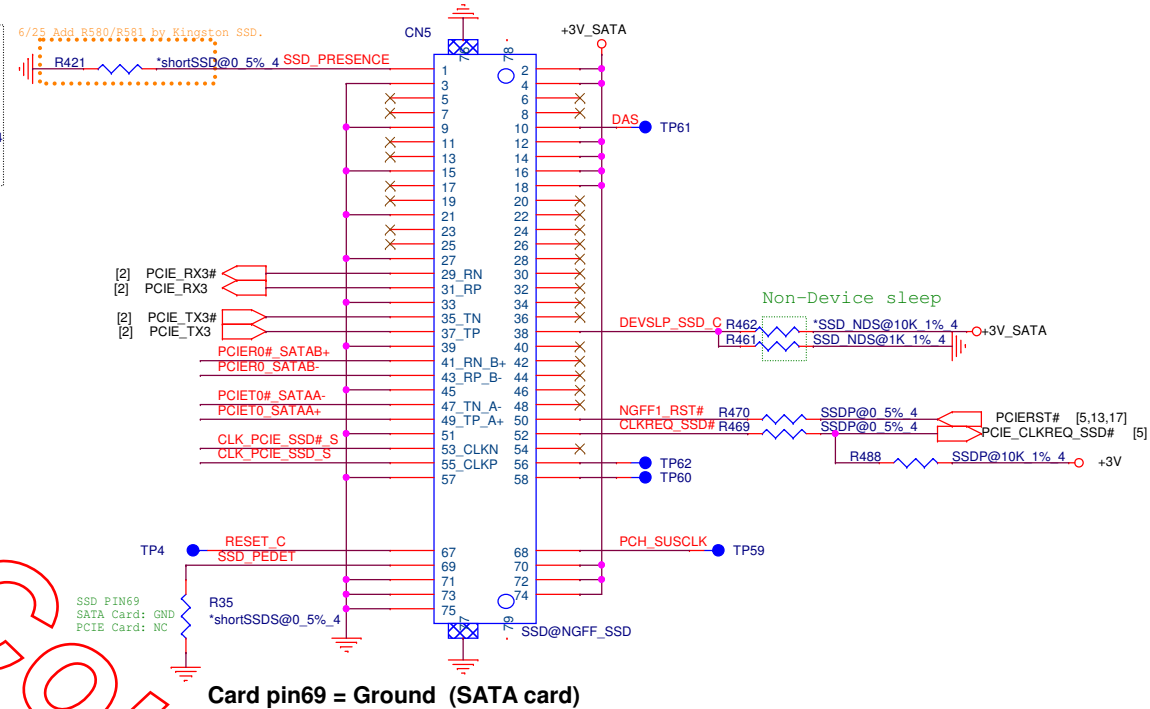 6/25 Add R580/R581 by Kingston SSD.
CN5
+3V_SATA
R421
*shortSSD@0_5%_4
SSD_PRESENCE
76
78
1
2
3
4
5
6
7
8
9
10
DAS
TP61
11
12
13
14
15
16
17
18
19
20
21
22
23
24
25
26
27
28
[2] PCIE_RX3#
29_RN
30
[2] PCIE_RX3
31_RP
32
33
34
[2] PCIE_TX3#
35_TN
36
[2] PCIE_TX3
37_TP
38
Non-Device sleep
DEVSLP_SSD_C
R462
*SSD_NDS@10K_1%_4
+3V_SATA
R461
SSD_NDS@1K_1%_4
39
40
PCIER0#_SATAB+
41_RN_B+
42
PCIER0_SATAB-
43_RP_B-
44
45
46
PCIET0#_SATAA-
47_TN_A-
48
PCIET0_SATAA+
49_TP_A+
50
NGFF1_RST#
R470
SSDP@0_5%_4
PCIERST# [5,13,17]
51
52
CLKREQ_SSD#
R469
SSDP@0_5%_4
PCIE_CLKREQ_SSD# [5]
CLK_PCIE_SSD#_S
53_CLKN
54
CLK_PCIE_SSD_S
55_CLKP
56
TP62
R488
SSDP@10K_1%_4
+3V
57
58
TP60
TP4
RESET_C
67
68
PCH_SUSCLK
TP59
SSD_PEDET
69
70
71
72
73
74
75
SSD PIN69
SATA Card: GND
PCIE Card: NC
R35
*shortSSDS@0_5%_4
77
79
SSD@NGFF_SSD
Card pin69 = Ground (SATA card)